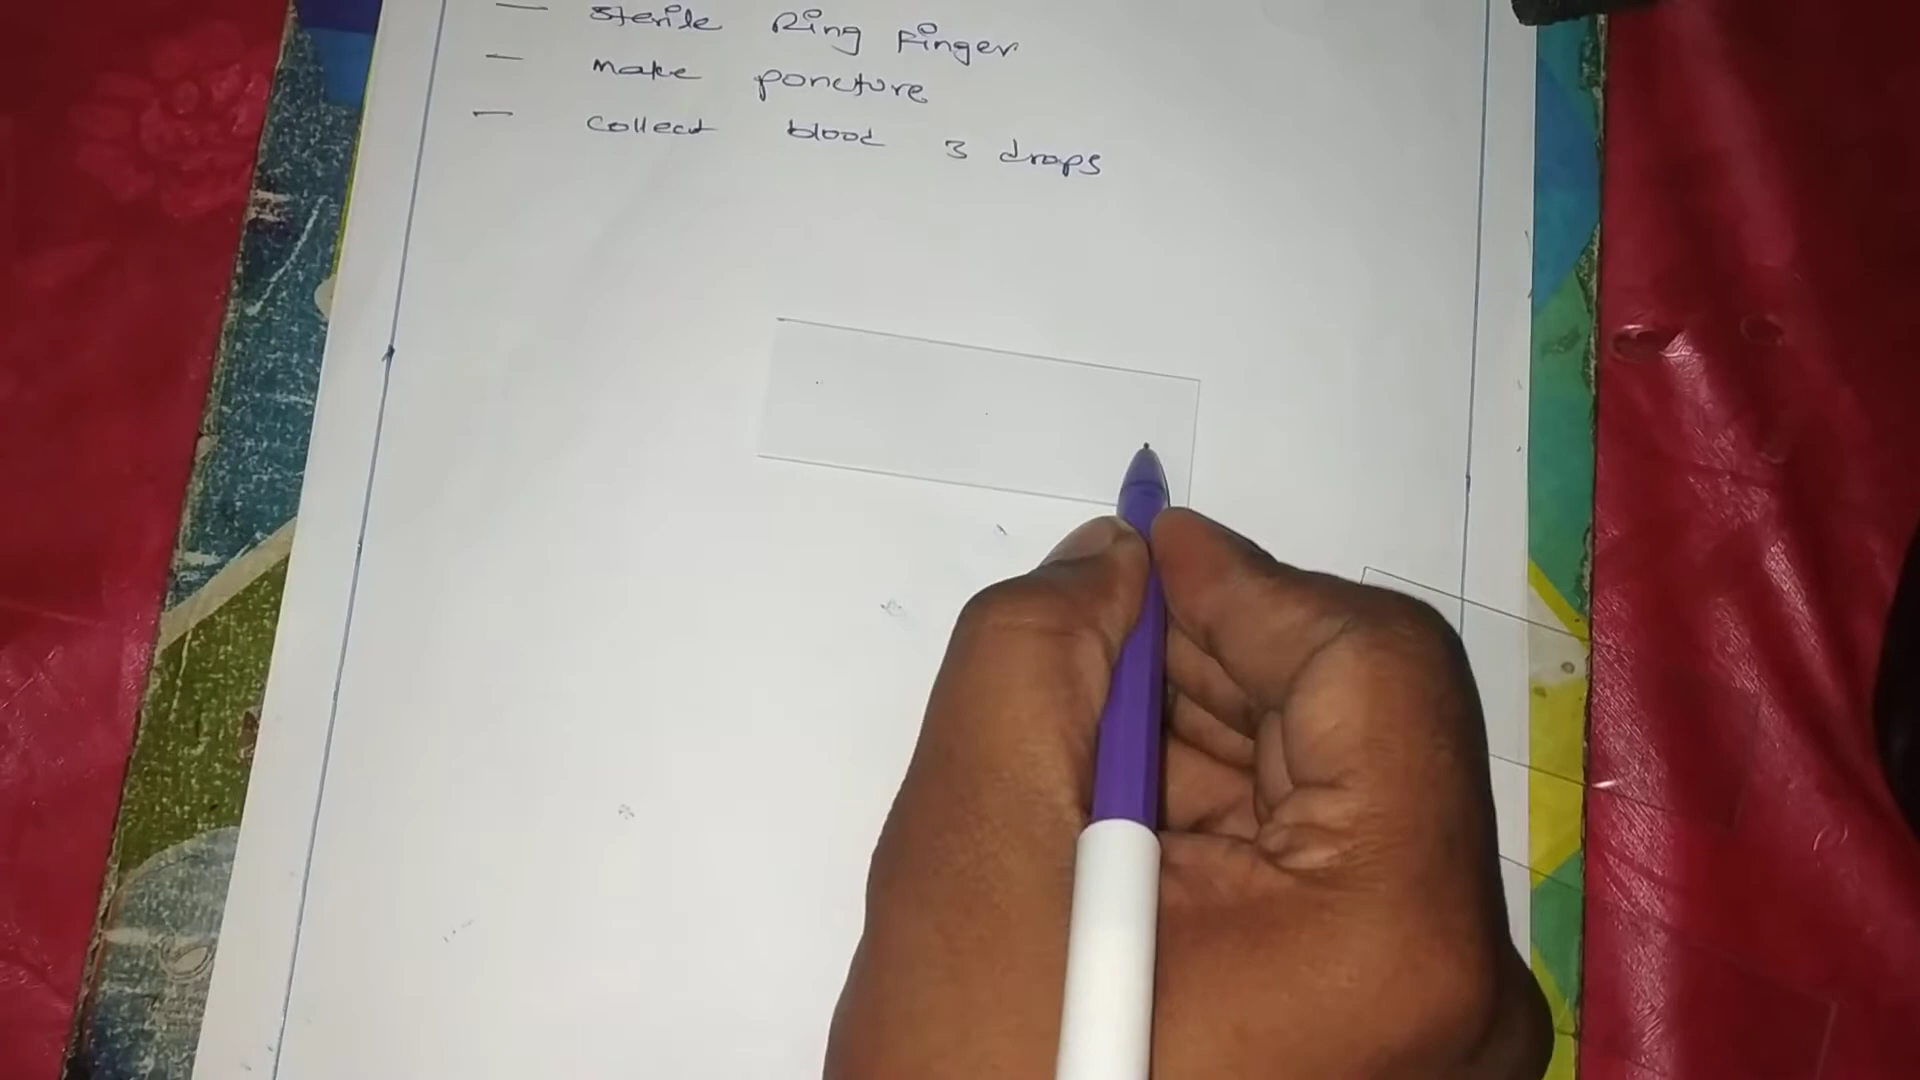 — Sterile Ring Finger
— Make poncture
— Collect blood 3 drops